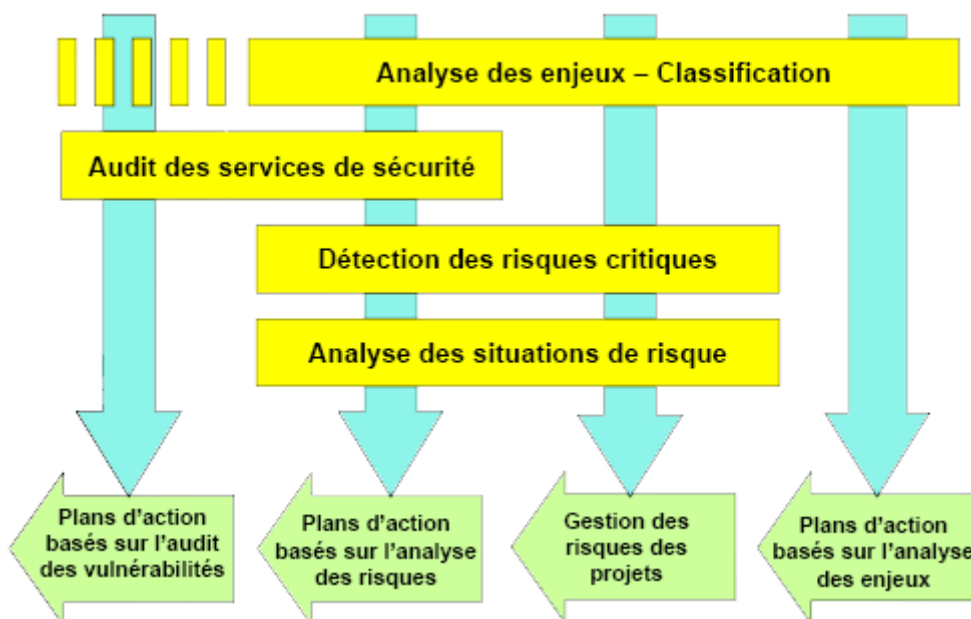 Analyse des enjeux – Classification
Audit des services de sécurité
Détection des risques critiques
Analyse des situations de risque
Plans d'action
basés sur l'audit
des vulnérabilités
Plans d'action
basés sur l'analyse
des risques
Gestion des
risques des
projets
Plans d'action
basés sur l'analyse
des enjeux